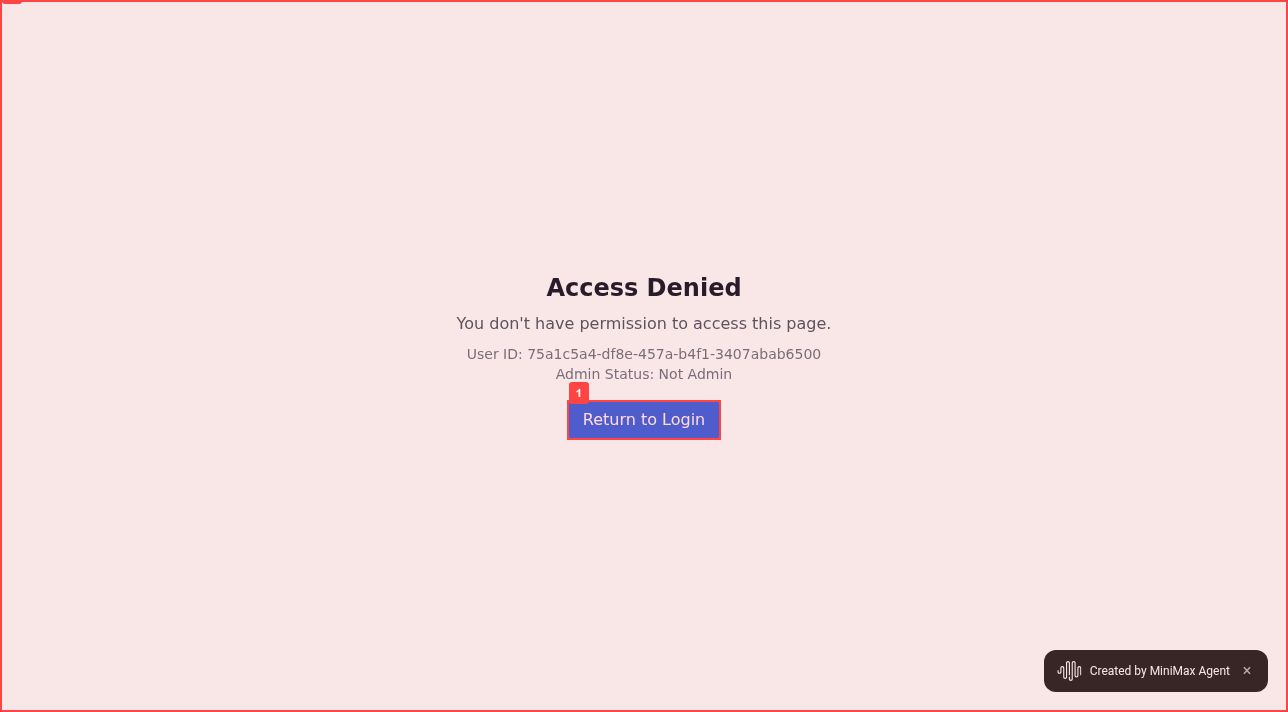 Access Denied
You don't have permission to access this page.
User ID: 75a1c5a4-df8e-457a-b4f1-3407abab6500
Admin Status: Not Admin
1
Return to Login
Created by MiniMax Agent ×